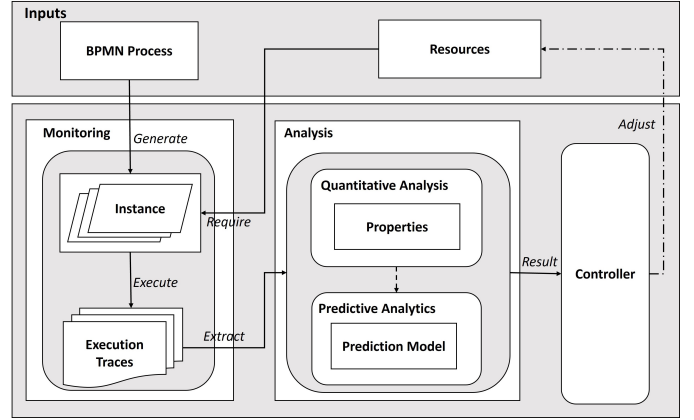 Inputs
BPMN Process
Resources
Adjust
Monitoring
Generate
Analysis
Quantitative Analysis
Instance
Require
Properties
Result
Controller
Execute
Predictive Analytics
Extract
Execution
Traces
Prediction Model